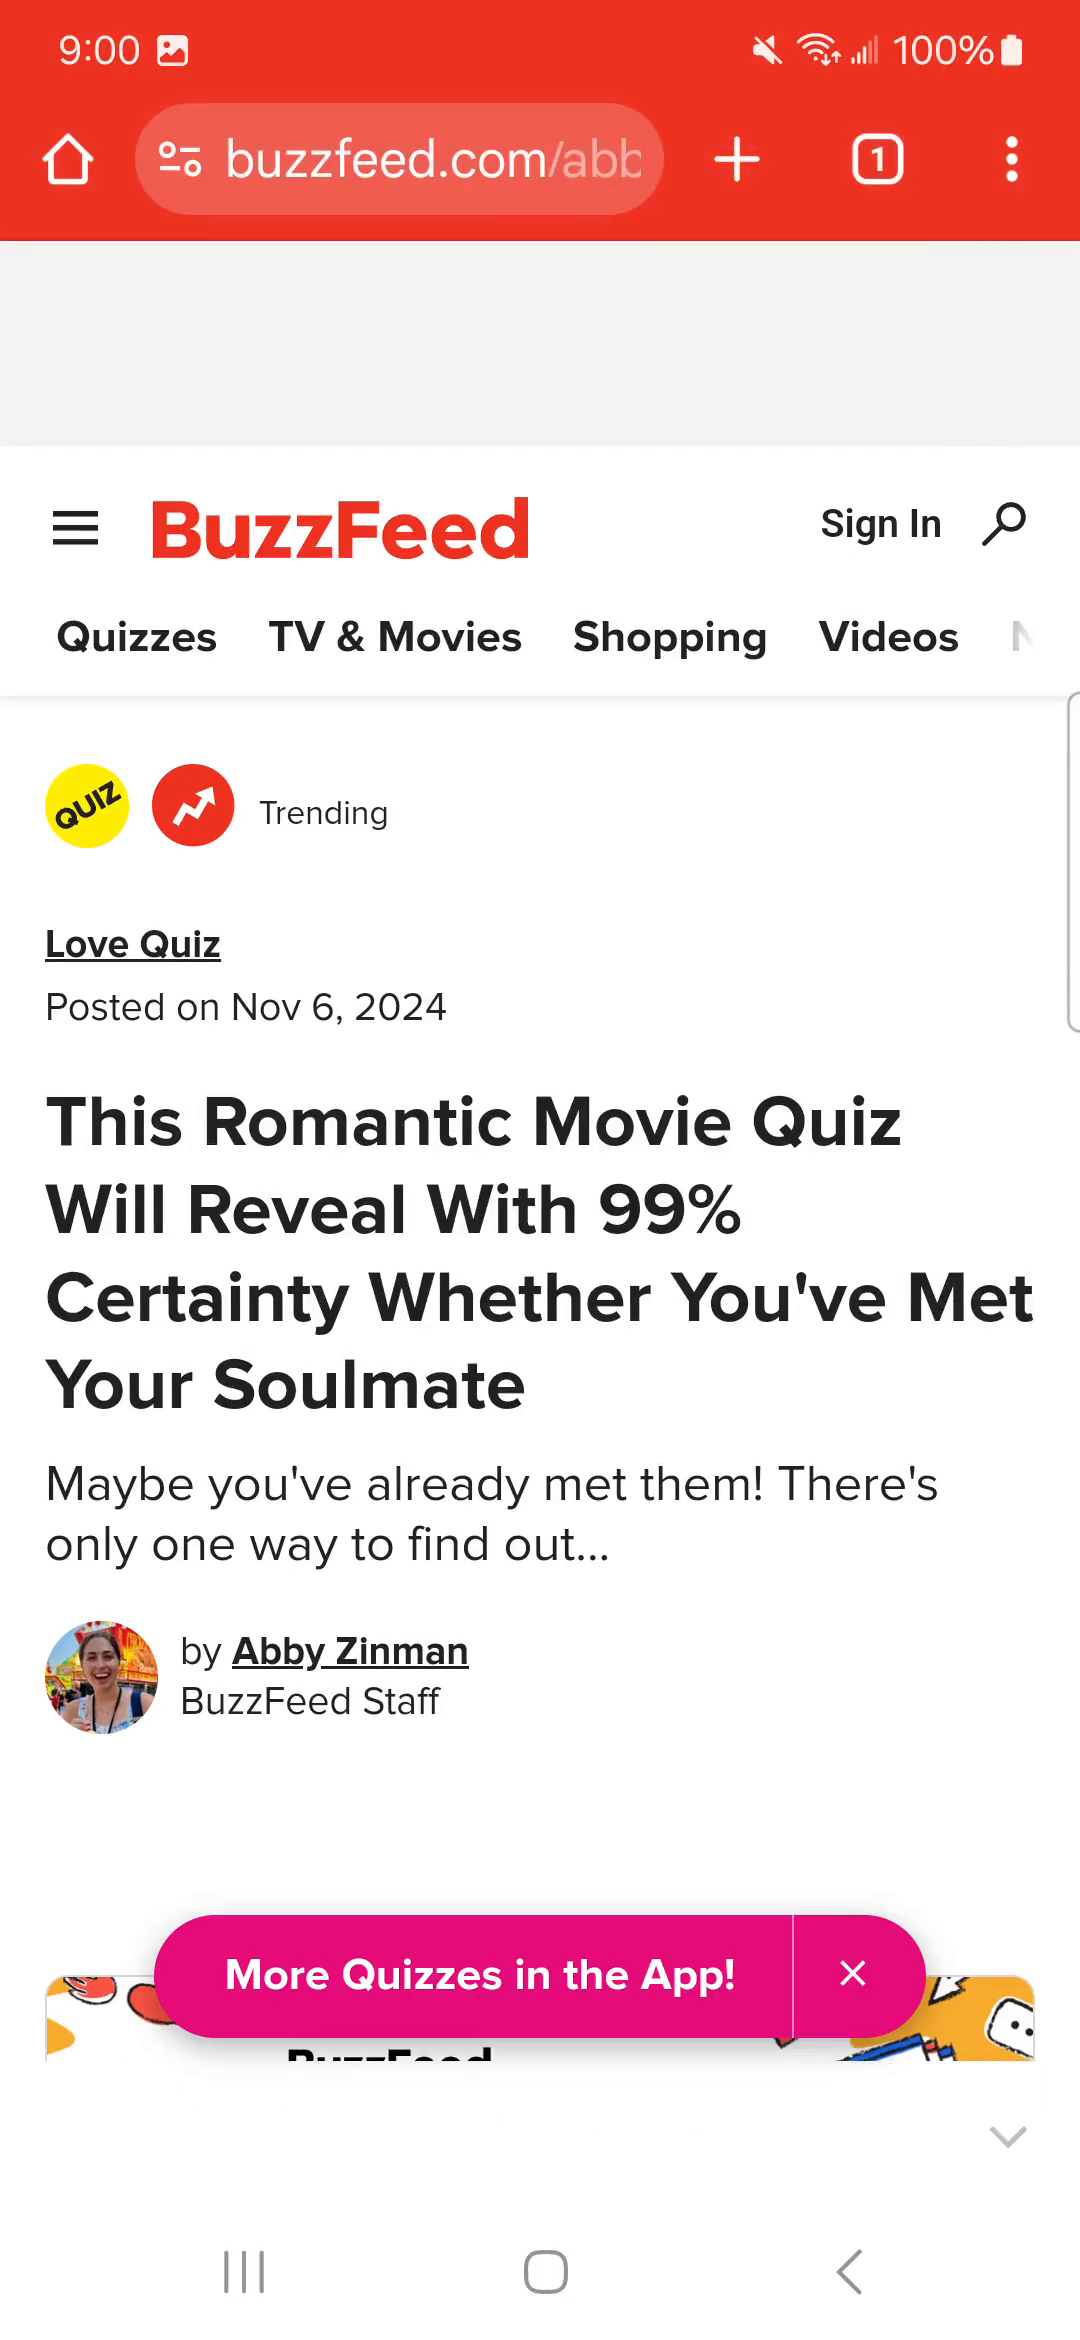 9:00 100%
buzzfeed.com/abb 1
BuzzFeed Sign In
Quizzes TV & Movies Shopping Videos
QUIZ Trending
Love Quiz
Posted on Nov 6, 2024
This Romantic Movie Quiz
Will Reveal With 99%
Certainty Whether You've Met
Your Soulmate
Maybe you've already met them! There's
only one way to find out...
by Abby Zinman
BuzzFeed Staff
More Quizzes in the App!
BuzzFeed